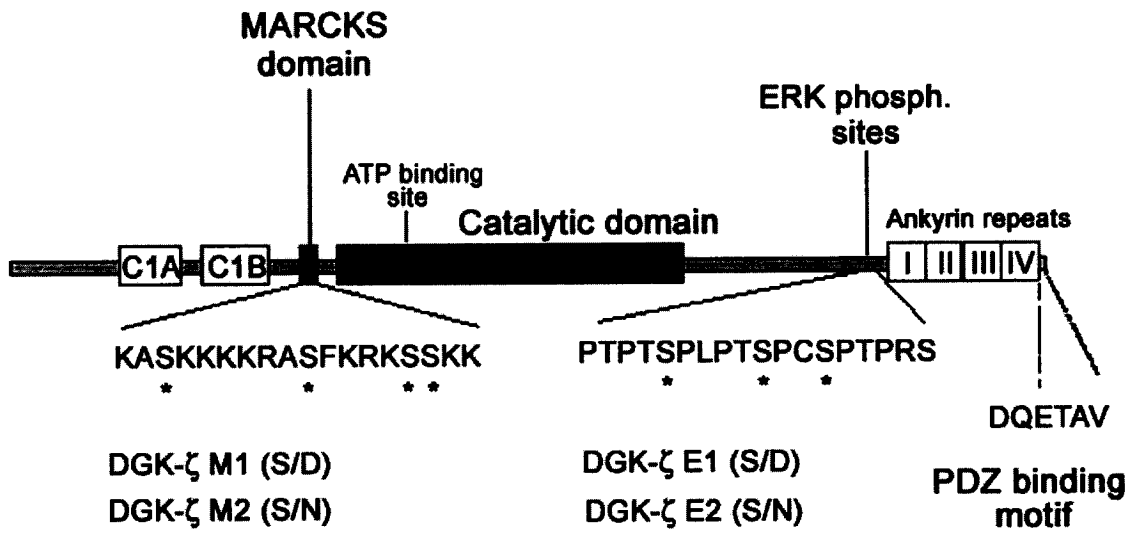 MARCKS
domain
ERK phosph.
sites
ATP binding
site
Catalytic domain
Ankyrin repeats
C1A C1B I II III IV
KASKKKKRASFKRKSSKK PTPTSPLPTSPCSPTPRS
* * * * * * *
DQETAV
DGK-ζ M1 (S/D) DGK-ζ E1 (S/D)
DGK-ζ M2 (S/N) DGK-ζ E2 (S/N)
PDZ binding
motif